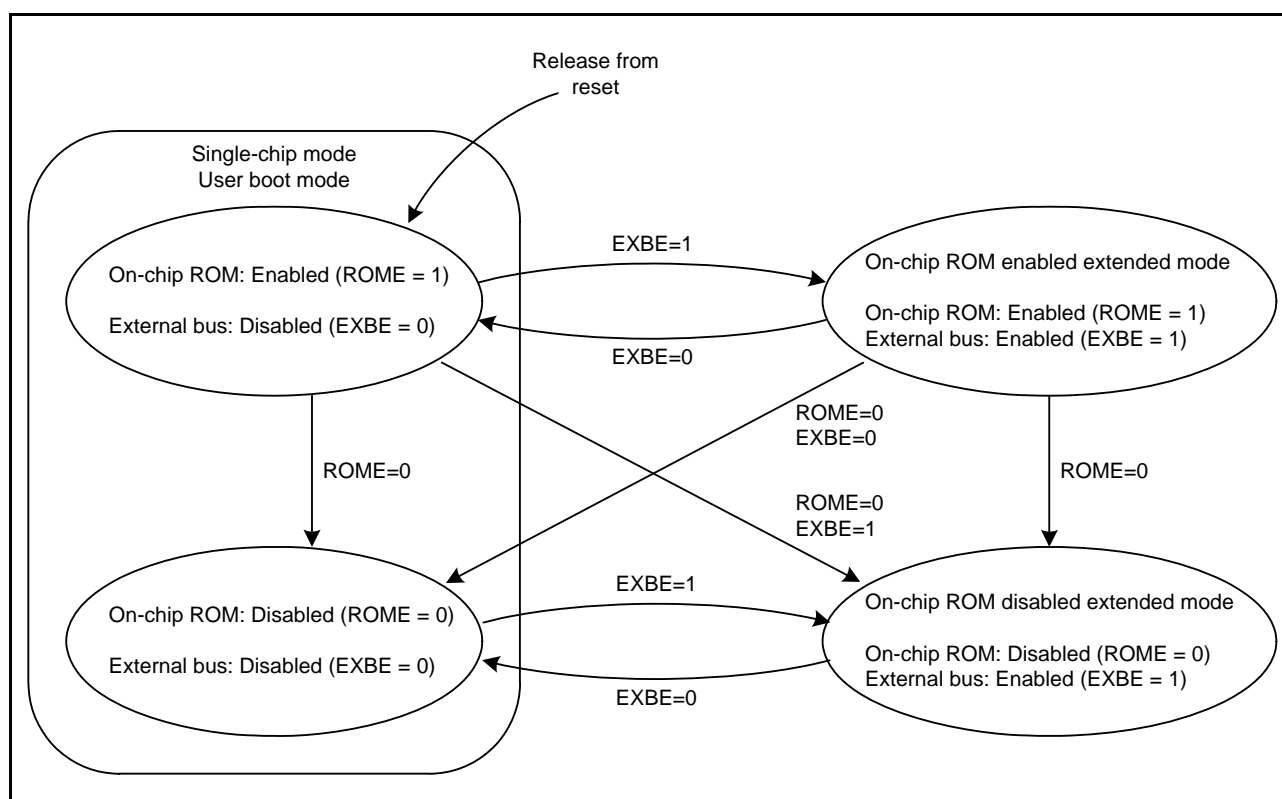 Release from
reset
Single-chip mode
User boot mode
On-chip ROM: Enabled (ROME = 1)
External bus: Disabled (EXBE = 0)
EXBE=1
EXBE=0
On-chip ROM enabled extended mode
On-chip ROM: Enabled (ROME = 1)
External bus: Enabled (EXBE = 1)
ROME=0
EXBE=0
ROME=0
ROME=0
ROME=0
EXBE=1
On-chip ROM: Disabled (ROME = 0)
External bus: Disabled (EXBE = 0)
EXBE=1
EXBE=0
On-chip ROM disabled extended mode
On-chip ROM: Disabled (ROME = 0)
External bus: Enabled (EXBE = 1)